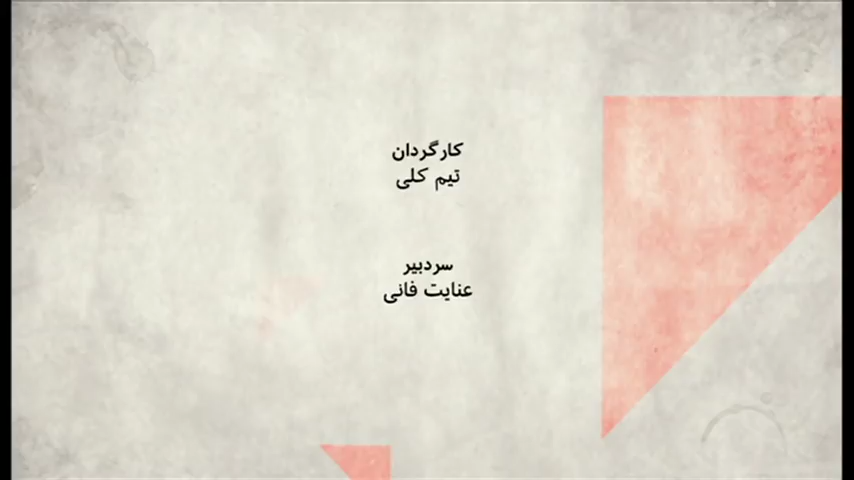 کارگردان
تیم کلی
سردبیر
عنایت فانی